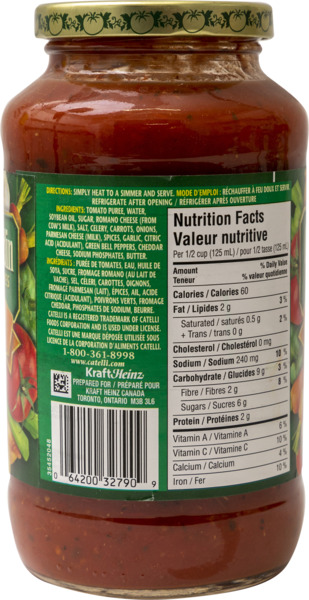 DIRECTIONS: SIMPLY HEAT TO A SIMMER AND SERVE. MODE D'EMPLOI : RÉCHAUFFER À FEU DOUX ET SERVIR
REFRIGERATE AFTER OPENING / RÉFRIGÉRER APRÈS OUVERTURE
INGREDIENTS: TOMATO PUREE, WATER,
SOYBEAN OIL, SUGAR, ROMANO CHEESE (FROM
COW'S MILK), SALT, CELERY, CARROTS, ONIONS,
PARMESAN CHEESE (MILK), SPICES, GARLIC, CITRIC
ACID (ACIDULANT), GREEN BELL PEPPERS, CHEDDAR
CHEESE, SODIUM PHOSPHATES, BUTTER.
INGRÉDIENTS: PURÉE DE TOMATES, EAU, HUILE DE
SOYA, SUCRE, FROMAGE ROMANO (AU LAIT DE
VACHE), SEL, CÉLERI, CAROTTES, OIGNONS,
FROMAGE PARMESAN (LAIT), ÉPICES, AIL, ACIDE
CITRIQUE (ACIDULANT), POIVRONS VERTS, FROMAGE
CHEDDAR, PHOSPHATES DE SODIUM, BEURRE.
CATELLI IS A REGISTERED TRADEMARK OF CATELLI
FOODS CORPORATION AND IS USED UNDER LICENSE.
CATELLI EST UNE MARQUE DÉPOSÉE UTILISÉE SOUS
LICENCE DE LA CORPORATION D'ALIMENTS CATELLI.
1-800-361-8998
www.catelli.com
KraftHeinz
PREPARED FOR / PRÉPARÉ POUR
KRAFT HEINZ CANADA
TORONTO, ONTARIO M3B 3L6
35452048
0 64200 32790 9
Nutrition Facts
Valeur nutritive
Per 1/2 cup (125 mL) / pour 1/2 tasse (125 mL)
Amount % Daily Value
Teneur % valeur quotidienne
Calories / Calories 60
Fat / Lipides 2 g 3 %
Saturated / saturés 0.5 g 2 %
+ Trans / trans 0 g
Cholesterol / Cholestérol 0 mg
Sodium / Sodium 240 mg 10 %
Carbohydrate / Glucides 9 g 3 %
Fibre / Fibres 2 g 8 %
Sugars / Sucres 6 g
Protein / Protéines 2 g
Vitamin A / Vitamine A 6 %
Vitamin C / Vitamine C 10 %
Calcium / Calcium 4 %
Iron / Fer 10 %